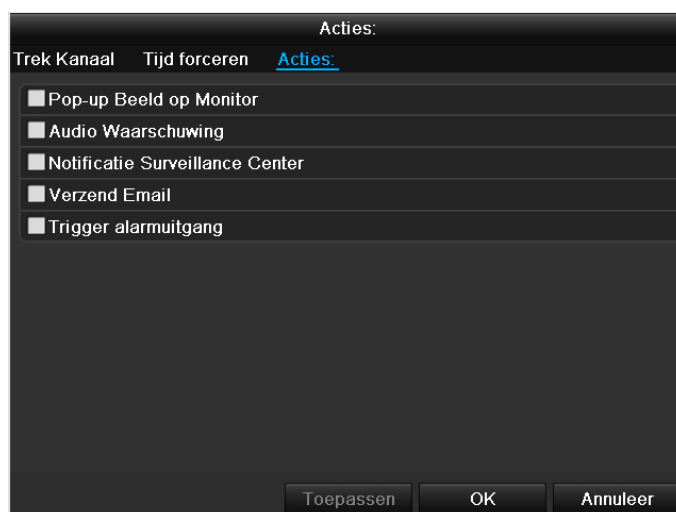 Acties:
Trek Kanaal Tijd forceren Acties:
Pop-up Beeld op Monitor
Audio Waarschuwing
Notificatie Surveillance Center
Verzend Email
Trigger alarmuitgang
Toepassen OK Annuleer